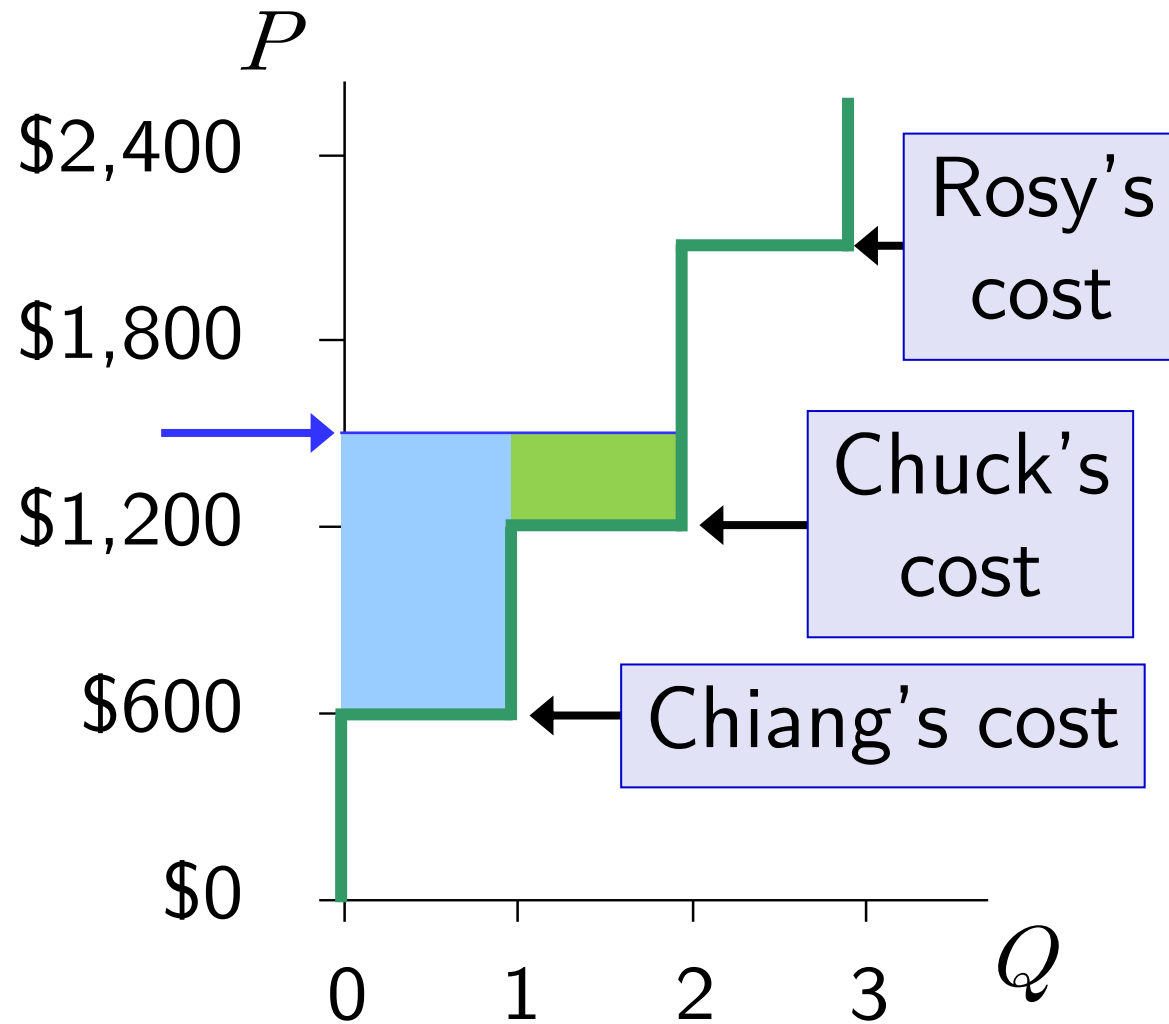 P
$2,400
$1,800
$1,200
$600
$0
0 1 2 3
Q
Rosy's
cost
Chuck's
cost
Chiang's cost